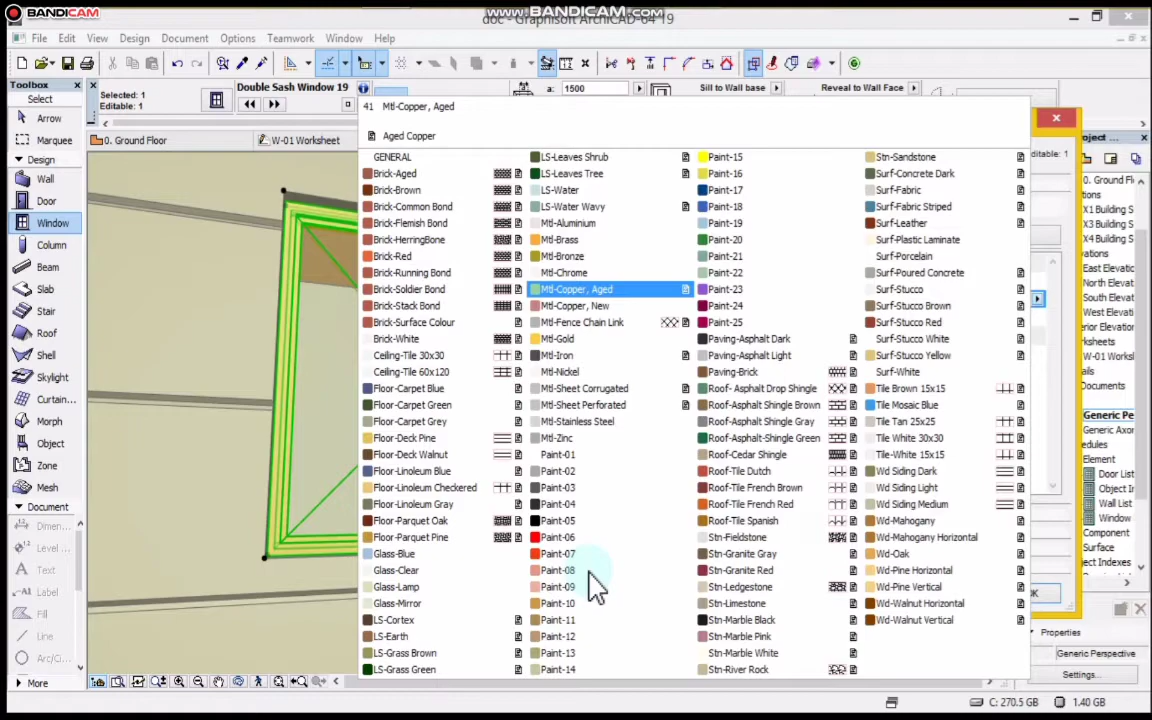 BANDICAM
www.BANDICAM.com
doc - Graphisoft ArchiCAD-64 19
File Edit View Design Document Options Teamwork Window Help
Toolbox
Select
Arrow
Marquee
Design
Wall
Door
Window
Column
Beam
Slab
Stair
Roof
Shell
Skylight
Curtain...
Morph
Object
Zone
Mesh
Document
Dimen...
Level ...
Text
Label
Fill
Line
Arc/Ci...
More
Selected: 1
Editable: 1
Double Sash Window 19
a: 1500
Sill to Wall base
Reveal to Wall Face
0. Ground Floor
W-01 Worksheet
41 Mtl-Copper, Aged
Aged Copper
GENERAL
Brick-Aged
Brick-Brown
Brick-Common Bond
Brick-Flemish Bond
Brick-HerringBone
Brick-Red
Brick-Running Bond
Brick-Soldier Bond
Brick-Stack Bond
Brick-Surface Colour
Brick-White
Ceiling-Tile 30x30
Ceiling-Tile 60x120
Floor-Carpet Blue
Floor-Carpet Green
Floor-Carpet Grey
Floor-Deck Pine
Floor-Deck Walnut
Floor-Linoleum Blue
Floor-Linoleum Checkered
Floor-Linoleum Gray
Floor-Parquet Oak
Floor-Parquet Pine
Glass-Blue
Glass-Clear
Glass-Lamp
Glass-Mirror
LS-Cortex
LS-Earth
LS-Grass Brown
LS-Grass Green
LS-Leaves Shrub
LS-Leaves Tree
LS-Water
LS-Water Wavy
Mtl-Aluminium
Mtl-Brass
Mtl-Bronze
Mtl-Chrome
Mtl-Copper, Aged
Mtl-Copper, New
Mtl-Fence Chain Link
Mtl-Gold
Mtl-Iron
Mtl-Nickel
Mtl-Sheet Corrugated
Mtl-Sheet Perforated
Mtl-Stainless Steel
Mtl-Zinc
Paint-01
Paint-02
Paint-03
Paint-04
Paint-05
Paint-06
Paint-07
Paint-08
Paint-09
Paint-10
Paint-11
Paint-12
Paint-13
Paint-14
Paint-15
Paint-16
Paint-17
Paint-18
Paint-19
Paint-20
Paint-21
Paint-22
Paint-23
Paint-24
Paint-25
Paving-Asphalt Dark
Paving-Asphalt Light
Paving-Brick
Roof- Asphalt Drop Shingle
Roof-Asphalt Shingle Brown
Roof-Asphalt Shingle Gray
Roof-Asphalt-Shingle Green
Roof-Cedar Shingle
Roof-Tile Dutch
Roof-Tile French Brown
Roof-Tile French Red
Roof-Tile Spanish
Stn-Fieldstone
Stn-Granite Gray
Stn-Granite Red
Stn-Ledgestone
Stn-Limestone
Stn-Marble Black
Stn-Marble Pink
Stn-Marble White
Stn-River Rock
Stn-Sandstone
Surf-Concrete Dark
Surf-Fabric
Surf-Fabric Striped
Surf-Leather
Surf-Plastic Laminate
Surf-Porcelain
Surf-Poured Concrete
Surf-Stucco
Surf-Stucco Brown
Surf-Stucco Red
Surf-Stucco White
Surf-Stucco Yellow
Surf-White
Tile Brown 15x15
Tile Mosaic Blue
Tile Tan 25x25
Tile White 30x30
Tile-White 15x15
Wd Siding Dark
Wd Siding Light
Wd Siding Medium
Wd-Mahogany
Wd-Mahogany Horizontal
Wd-Oak
Wd-Pine Horizontal
Wd-Pine Vertical
Wd-Walnut Horizontal
Wd-Walnut Vertical
ditable: 1
roject ...
0. Ground Fl
tions
X1 Building S
X3 Building S
X4 Building S
vations
East Elevatio
North Elevat
South Elevat
West Elevati
erior Elevation
rksheets
W-01 Worksh
ails
Documents
Generic Pe
Generic Axon
edules
Element
Door List
Object Ir
Wall List
Window
Component
Surface
ject Indexes
Properties
Generic Perspective
Settings...
C: 270.5 GB
1.40 GB